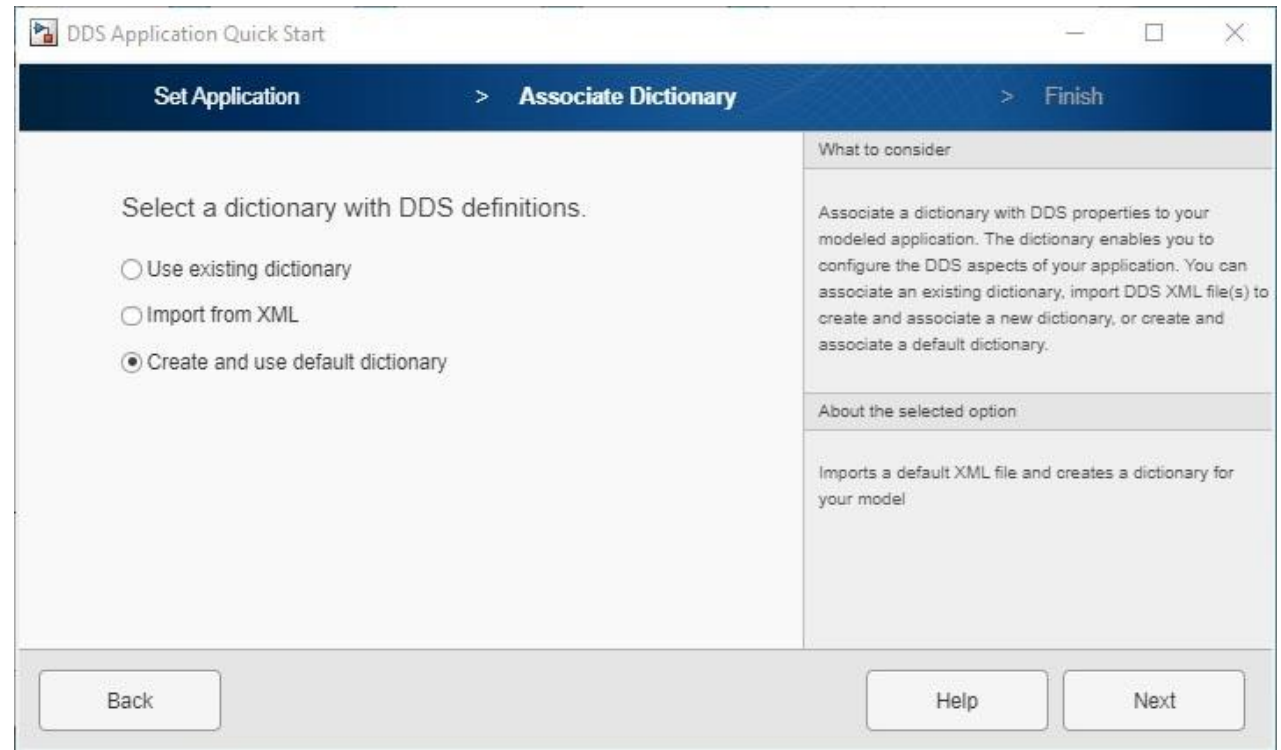 DDS Application Quick Start
Set Application > Associate Dictionary > Finish
Select a dictionary with DDS definitions.
Use existing dictionary
Import from XML
Create and use default dictionary
What to consider
Associate a dictionary with DDS properties to your
modeled application. The dictionary enables you to
configure the DDS aspects of your application. You can
associate an existing dictionary, import DDS XML file(s) to
create and associate a new dictionary, or create and
associate a default dictionary.
About the selected option
Imports a default XML file and creates a dictionary for
your model
Back
Help
Next